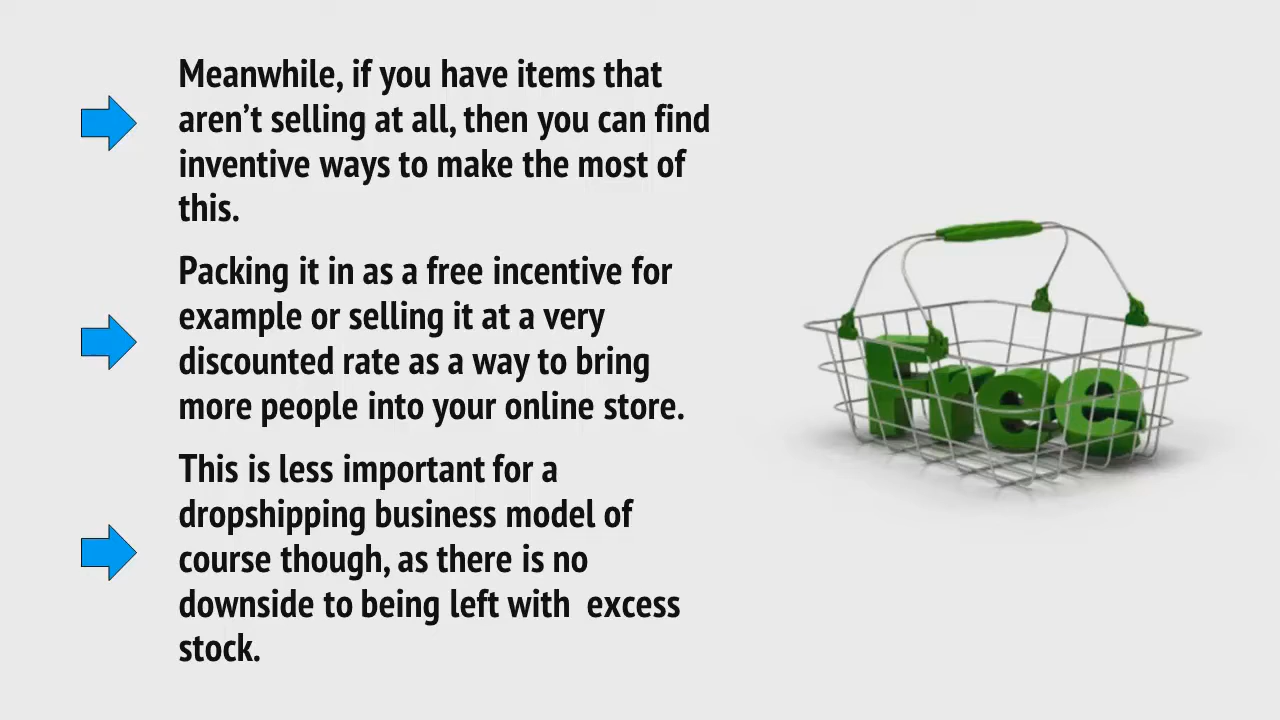 Meanwhile, if you have items that
aren’t selling at all, then you can find
inventive ways to make the most of
this.
Packing it in as a free incentive for
example or selling it at a very
discounted rate as a way to bring
more people into your online store.
This is less important for a
dropshipping business model of
course though, as there is no
downside to being left with  excess
stock.
Free